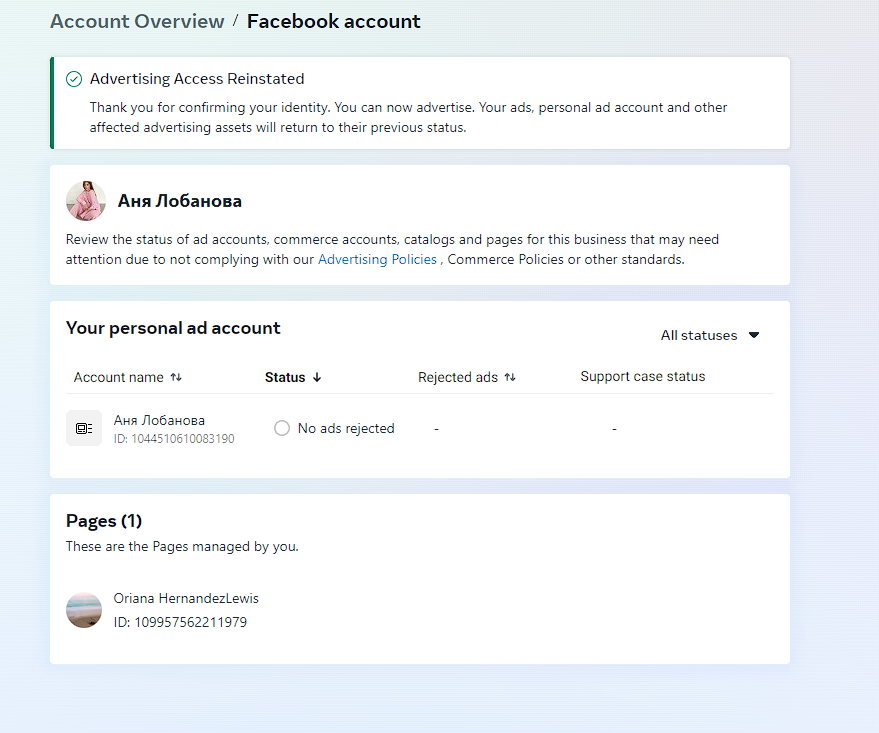 Account Overview / Facebook account
Advertising Access Reinstated
Thank you for confirming your identity. You can now advertise. Your ads, personal ad account and other
affected advertising assets will return to their previous status.
Аня Лобанова
Review the status of ad accounts, commerce accounts, catalogs and pages for this business that may need
attention due to not complying with our Advertising Policies , Commerce Policies or other standards.
Your personal ad account
All statuses
Account name Status Rejected ads Support case status
Аня Лобанова
ID: 1044510610083190
No ads rejected - -
Pages (1)
These are the Pages managed by you.
Oriana HernandezLewis
ID: 109957562211979